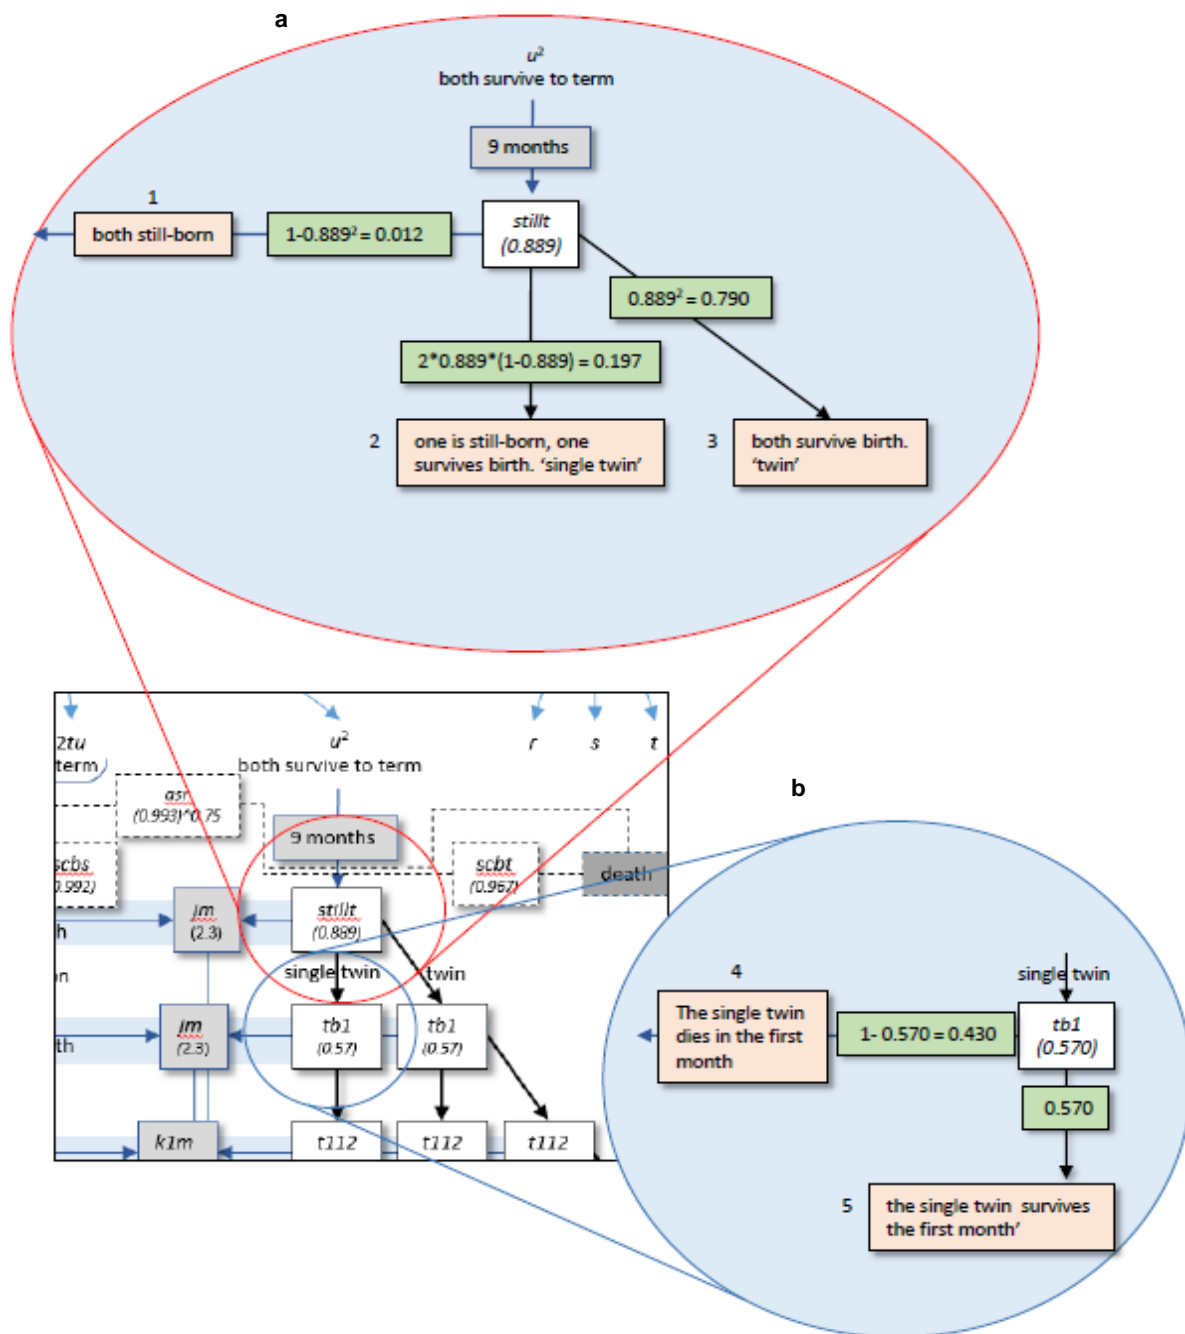 a
u²
both survive to term
9 months
1
both still-born
1-0.889² = 0.012
stillt
(0.889)
0.889² = 0.790
2*0.889*(1-0.889) = 0.197
2
one is still-born, one
survives birth. 'single twin'
3
both survive birth.
'twin'
2tu
term
u²
both survive to term
r
s
t
asr
(0.993)^0.75
9 months
scbs
0.992)
scbt
(0.967)
death
jm
(2.3)
stillt
(0.889)
h
single twin
twin
on
jm
(2.3)
tb1
(0.57)
tb1
(0.57)
th
k1m
t112
t112
t112
b
4
The single twin
dies in the first
month
1- 0.570 = 0.430
single twin
tb1
(0.570)
0.570
5
the single twin survives
the first month'